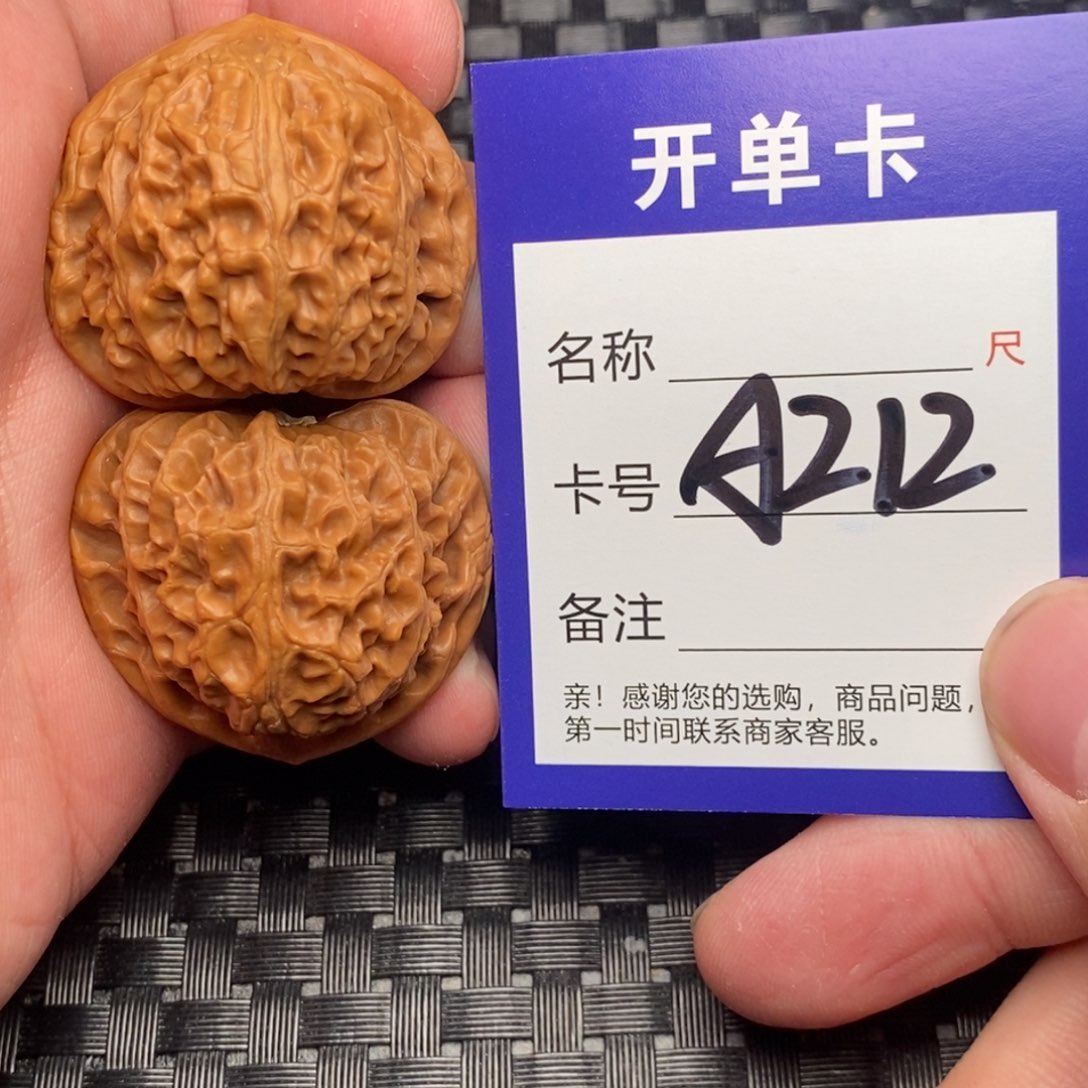 开单卡
名称 尺
卡号 A212
备注
亲！感谢您的选购，商品问题，
第一时间联系商家客服。